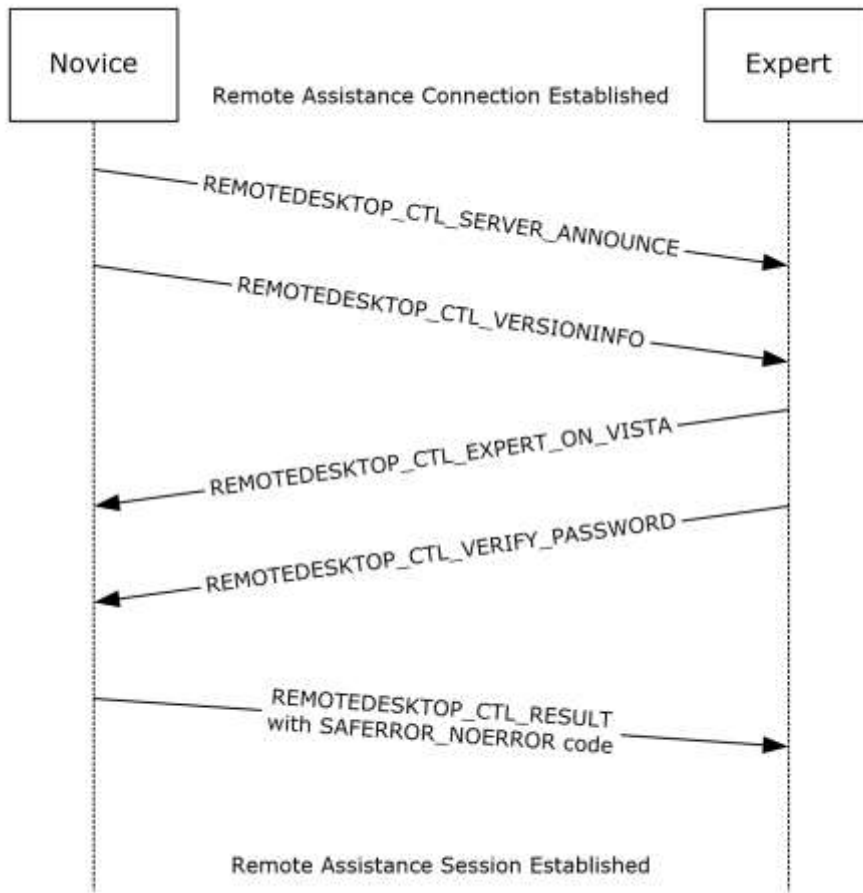 Novice
Expert
Remote Assistance Connection Established
REMOTEDESKTOP_CTL_SERVER_ANNOUNCE
REMOTEDESKTOP_CTL_VERSIONINFO
REMOTEDESKTOP_CTL_EXPERT_ON_VISTA
REMOTEDESKTOP_CTL_VERIFY_PASSWORD
REMOTEDESKTOP_CTL_RESULT
with SAFERROR_NOERROR code
Remote Assistance Session Established